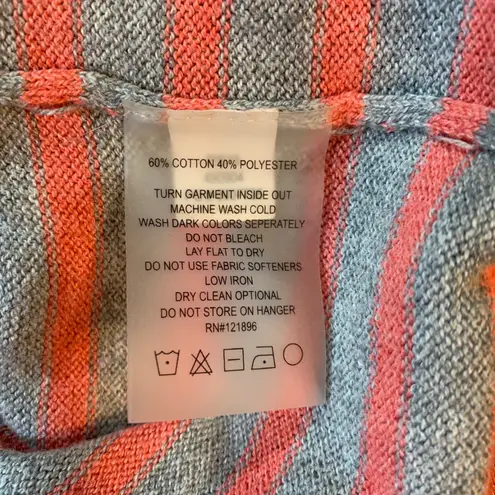 60% COTTON 40% POLYESTER
TURN GARMENT INSIDE OUT
MACHINE WASH COLD
WASH DARK COLORS SEPERATELY
DO NOT BLEACH
LAY FLAT TO DRY
DO NOT USE FABRIC SOFTENERS
LOW IRON
DRY CLEAN OPTIONAL
DO NOT STORE ON HANGER
RN#121896